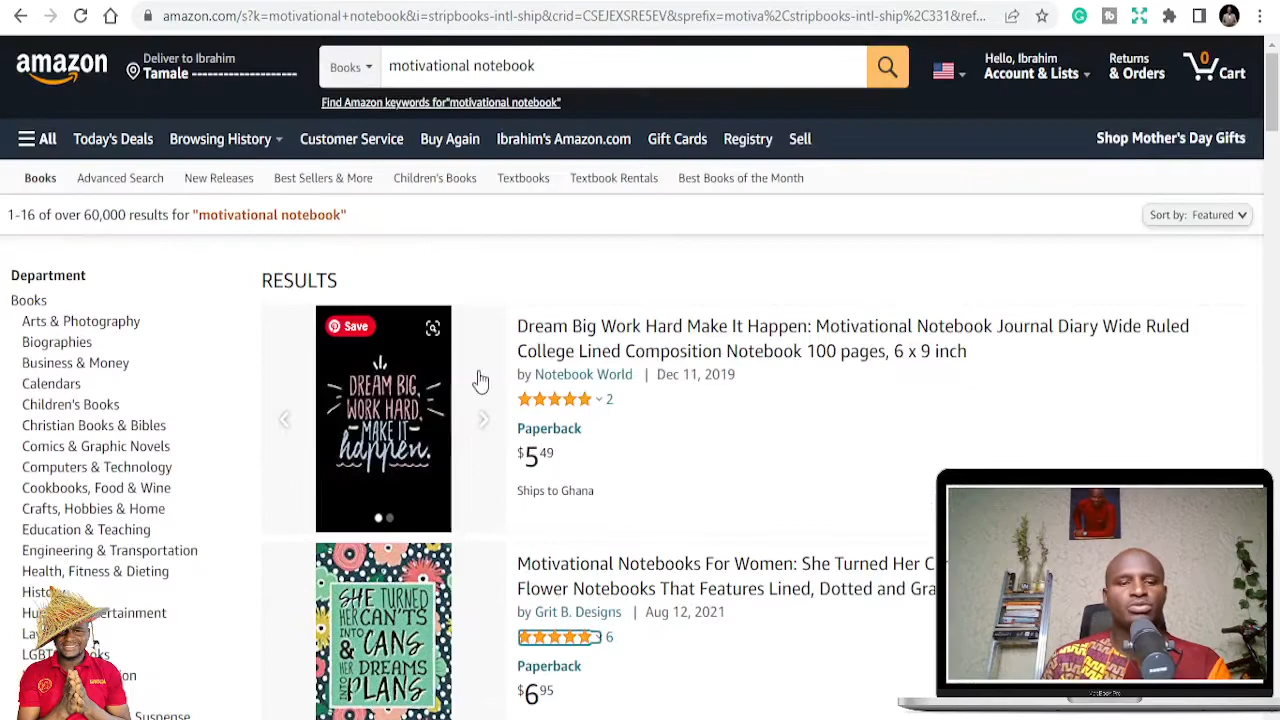 amazon.com/s?k=motivational+notebook&i=stripbooks-intl-ship&crid=CSEJEXSRE5EV&sprefix=motiva%2Cstripbooks-intl-ship%2C331&ref...
amazon
Deliver to Ibrahim
Tamale --------------------
Books
motivational notebook
Find Amazon keywords for"motivational notebook"
Hello, Ibrahim
Account & Lists
Returns
& Orders
0
Cart
All
Today's Deals
Browsing History
Customer Service
Buy Again
Ibrahim's Amazon.com
Gift Cards
Registry
Sell
Shop Mother's Day Gifts
Books
Advanced Search
New Releases
Best Sellers & More
Children's Books
Textbooks
Textbook Rentals
Best Books of the Month
1-16 of over 60,000 results for "motivational notebook"
Sort by: Featured
Department
Books
Arts & Photography
Biographies
Business & Money
Calendars
Children's Books
Christian Books & Bibles
Comics & Graphic Novels
Computers & Technology
Cookbooks, Food & Wine
Crafts, Hobbies & Home
Education & Teaching
Engineering & Transportation
Health, Fitness & Dieting
Suspense
RESULTS
Save
DREAM BIG,
WORK HARD,
MAKE IT
happen.
Dream Big Work Hard Make It Happen: Motivational Notebook Journal Diary Wide Ruled
College Lined Composition Notebook 100 pages, 6 x 9 inch
by Notebook World | Dec 11, 2019
2
Paperback
$5 49
Ships to Ghana
SHE TURNED
HER CAN'TS
INTO CANS
& HER DREAMS
INTO PLANS
Motivational Notebooks For Women: She Turned Her C
Flower Notebooks That Features Lined, Dotted and Gra
by Grit B. Designs | Aug 12, 2021
6
Paperback
$6 93